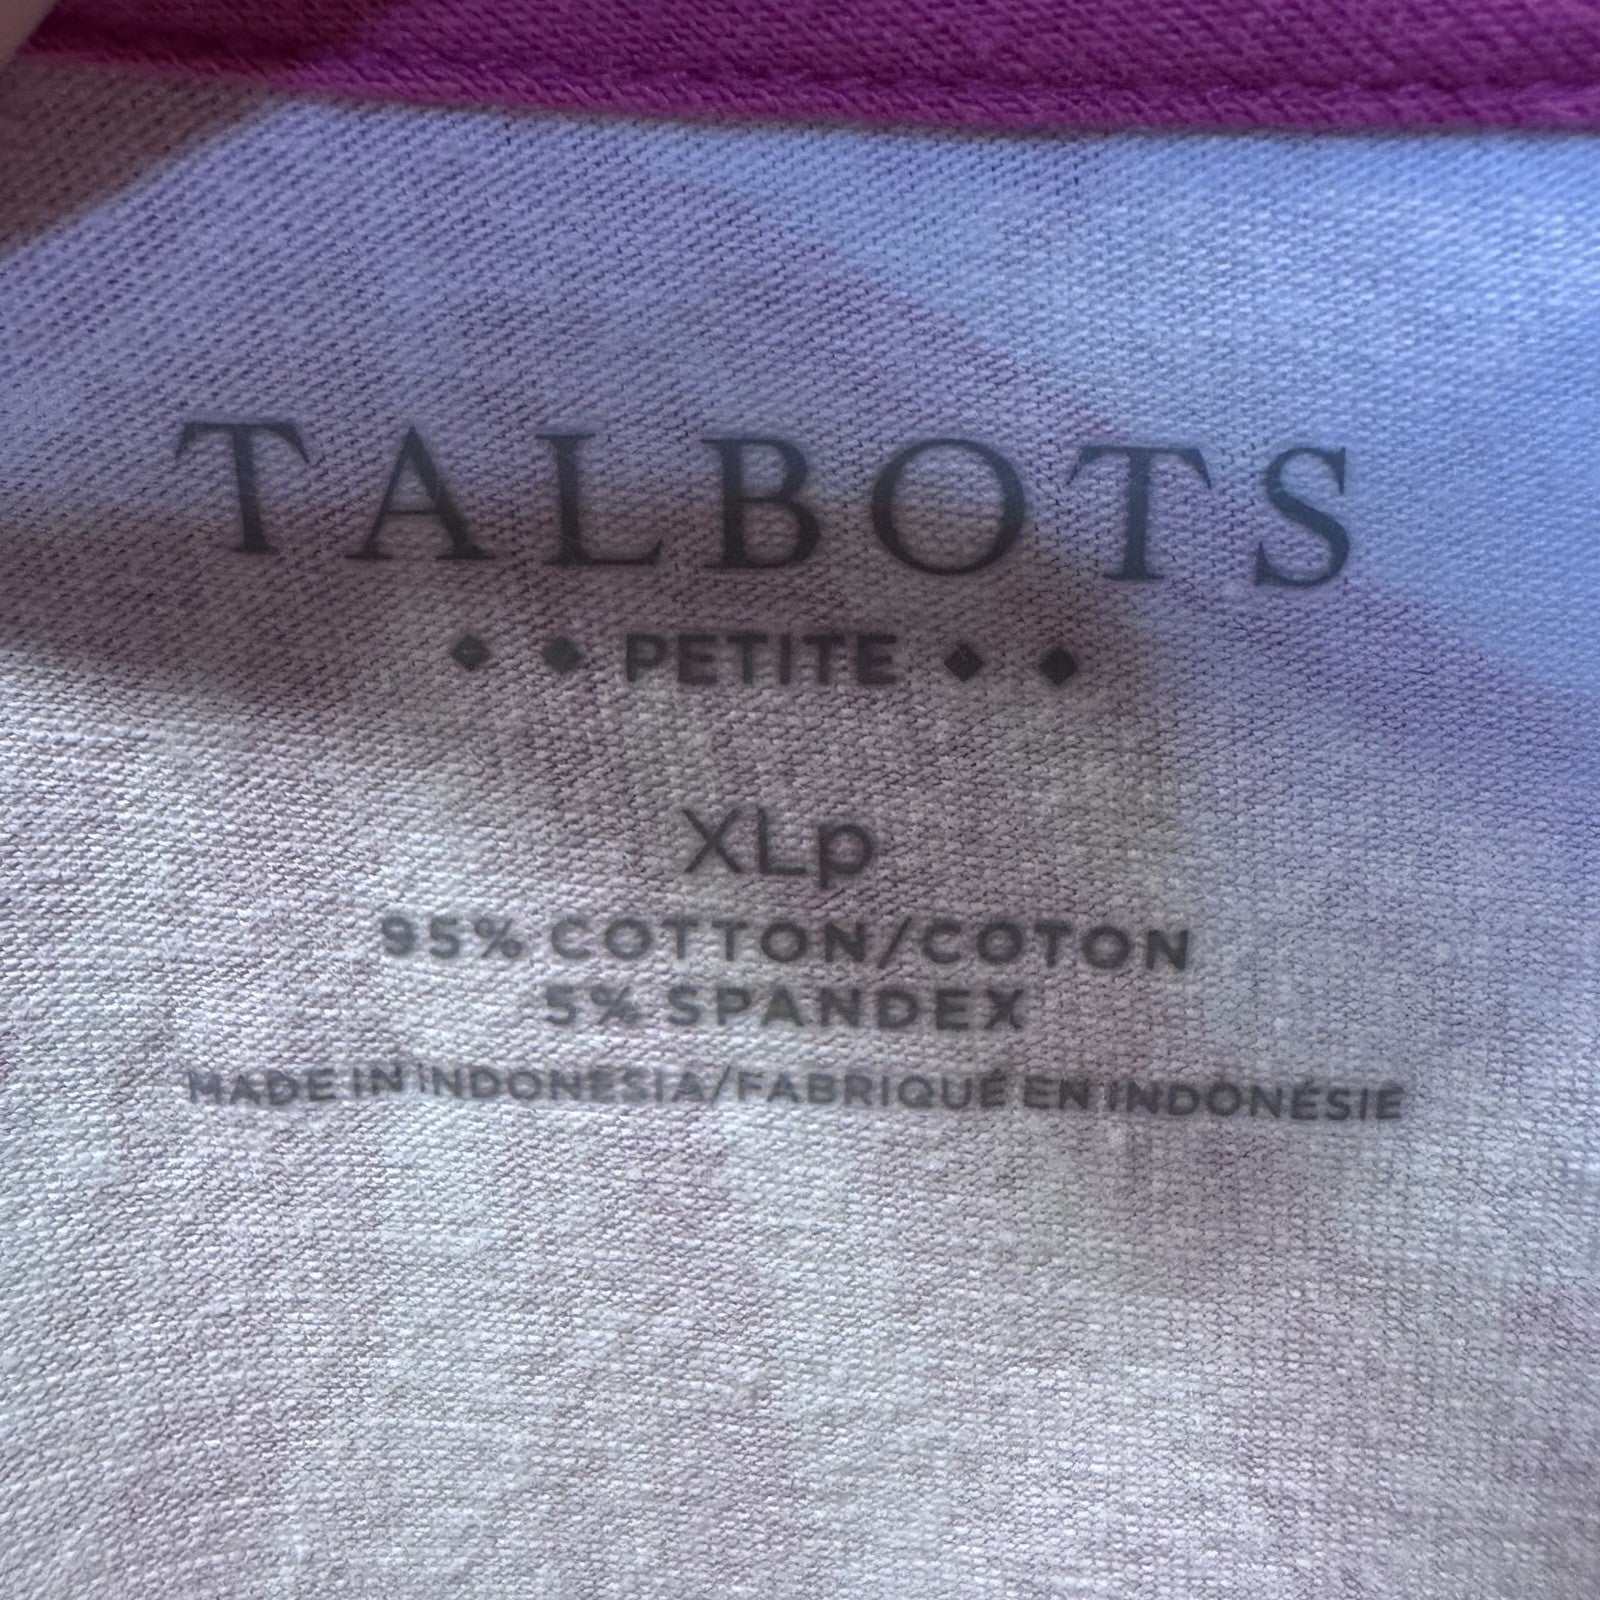 TALBOTS
PETITE
XLp
95% COTTON/COTON
5% SPANDEX
MADE IN INDONESIA/FABRIQUÉ EN INDONÉSIE